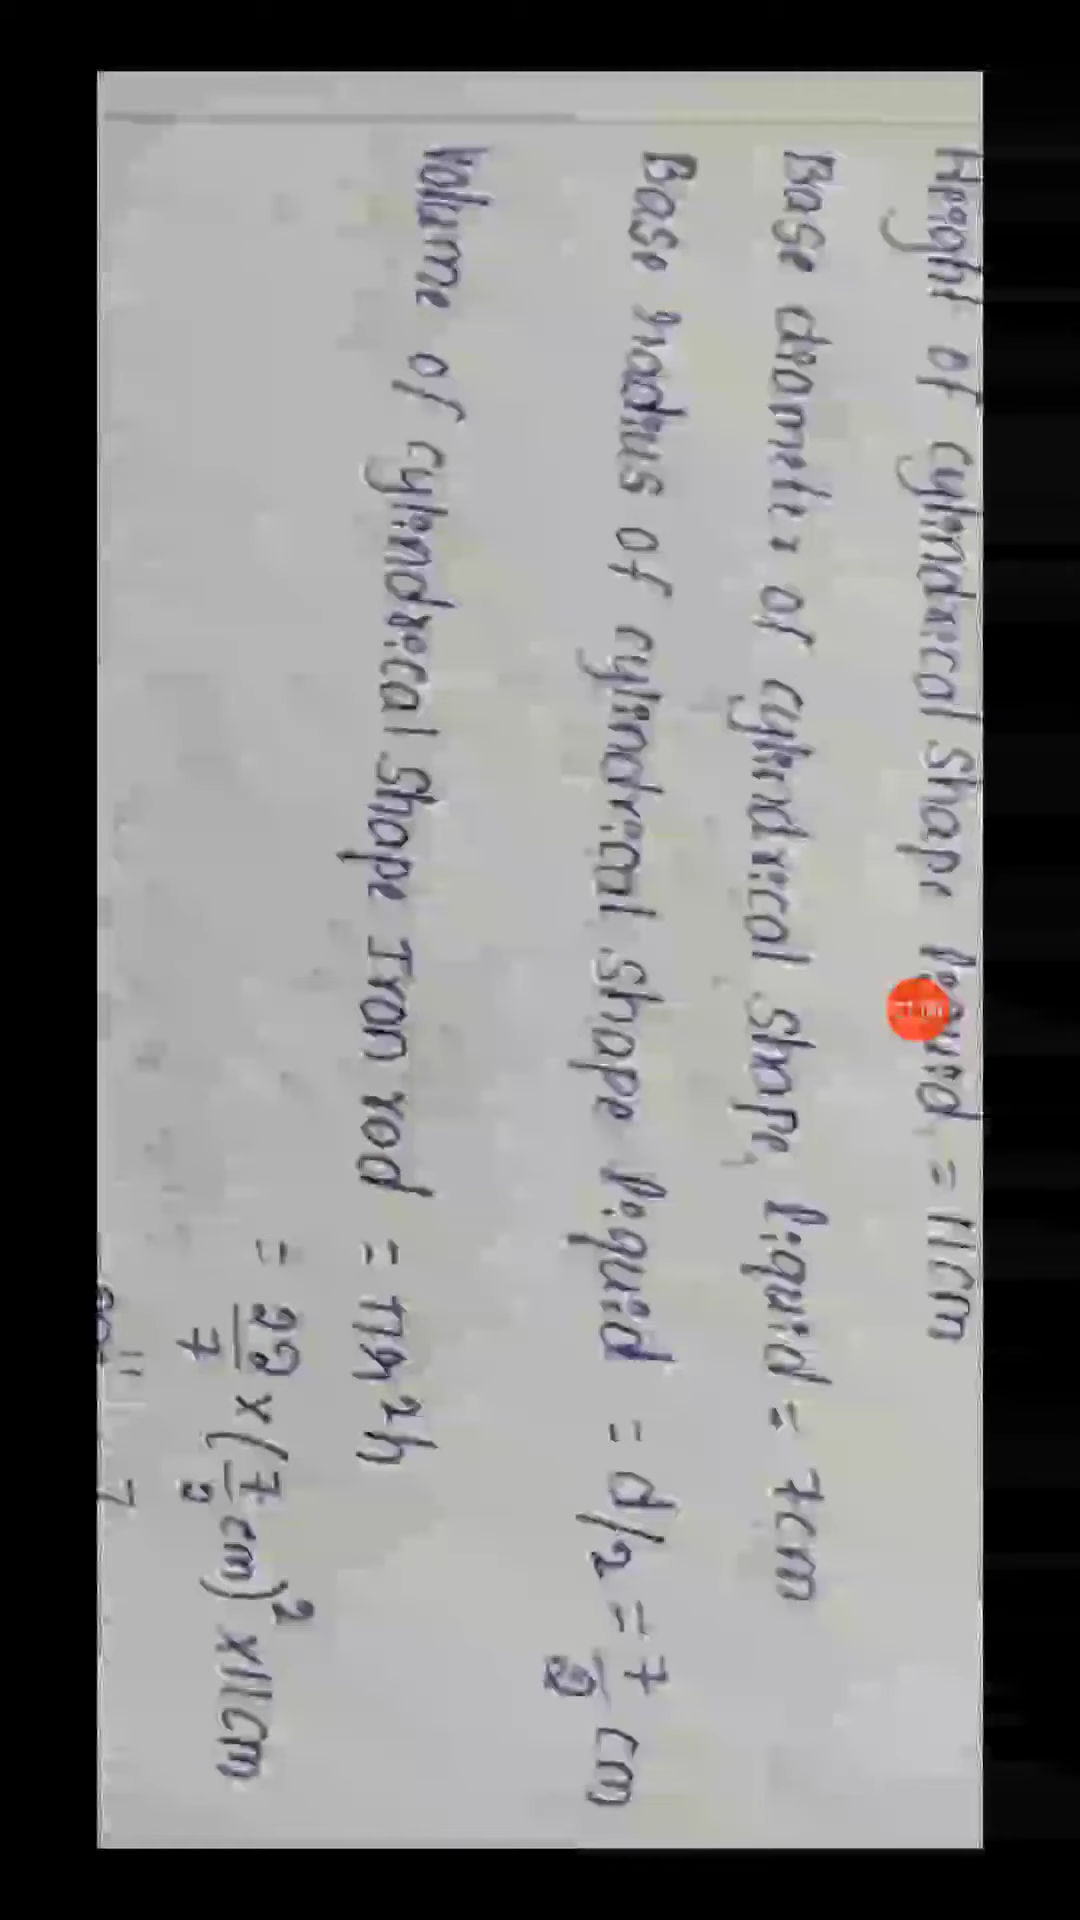 Height of cylindrical shape liquid = 11cm
Base diameter of cylindrical shape liquid = 7cm
Base radius of cylindrical shape liquid = d/2 = 7/2 cm
Volume of cylindrical shape Iron rod = πr²h
= 22/7 x (7/2 cm)² x 11cm